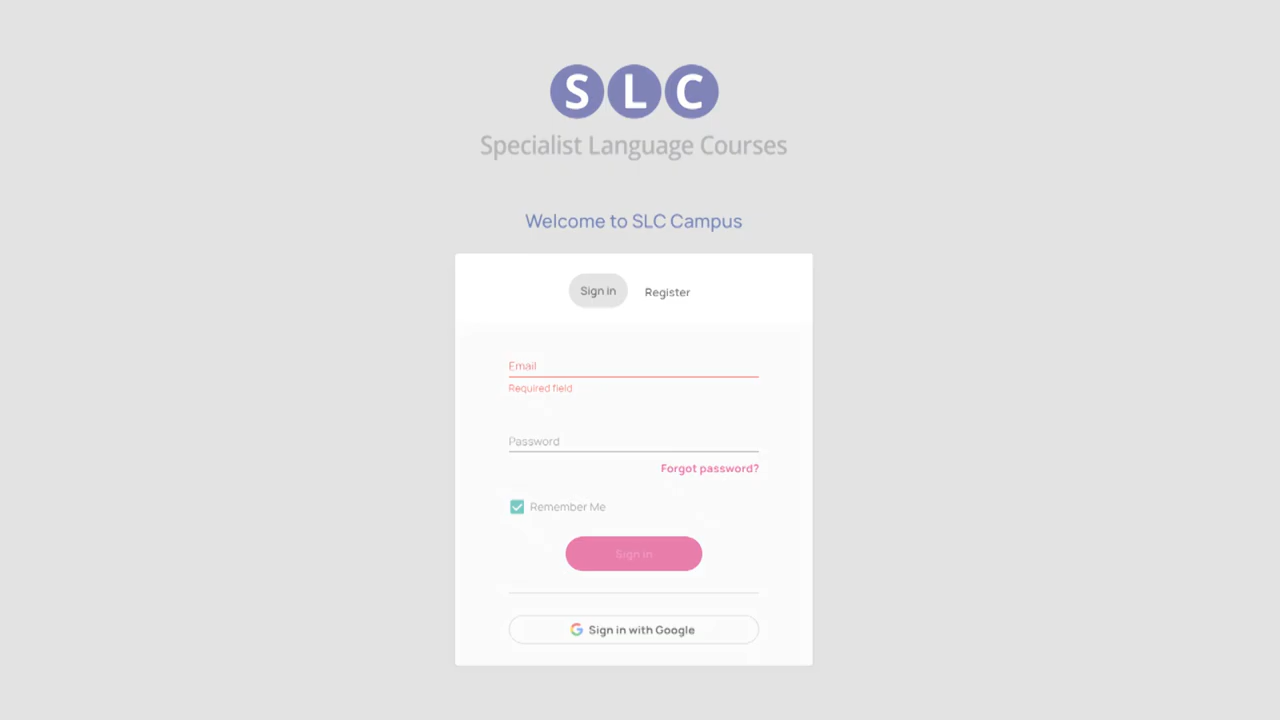 SLC
Specialist Language Courses
Welcome to SLC Campus
Sign in Register
Email
Required field
Password
Forgot password?
Remember Me
Sign in
Sign in with Google